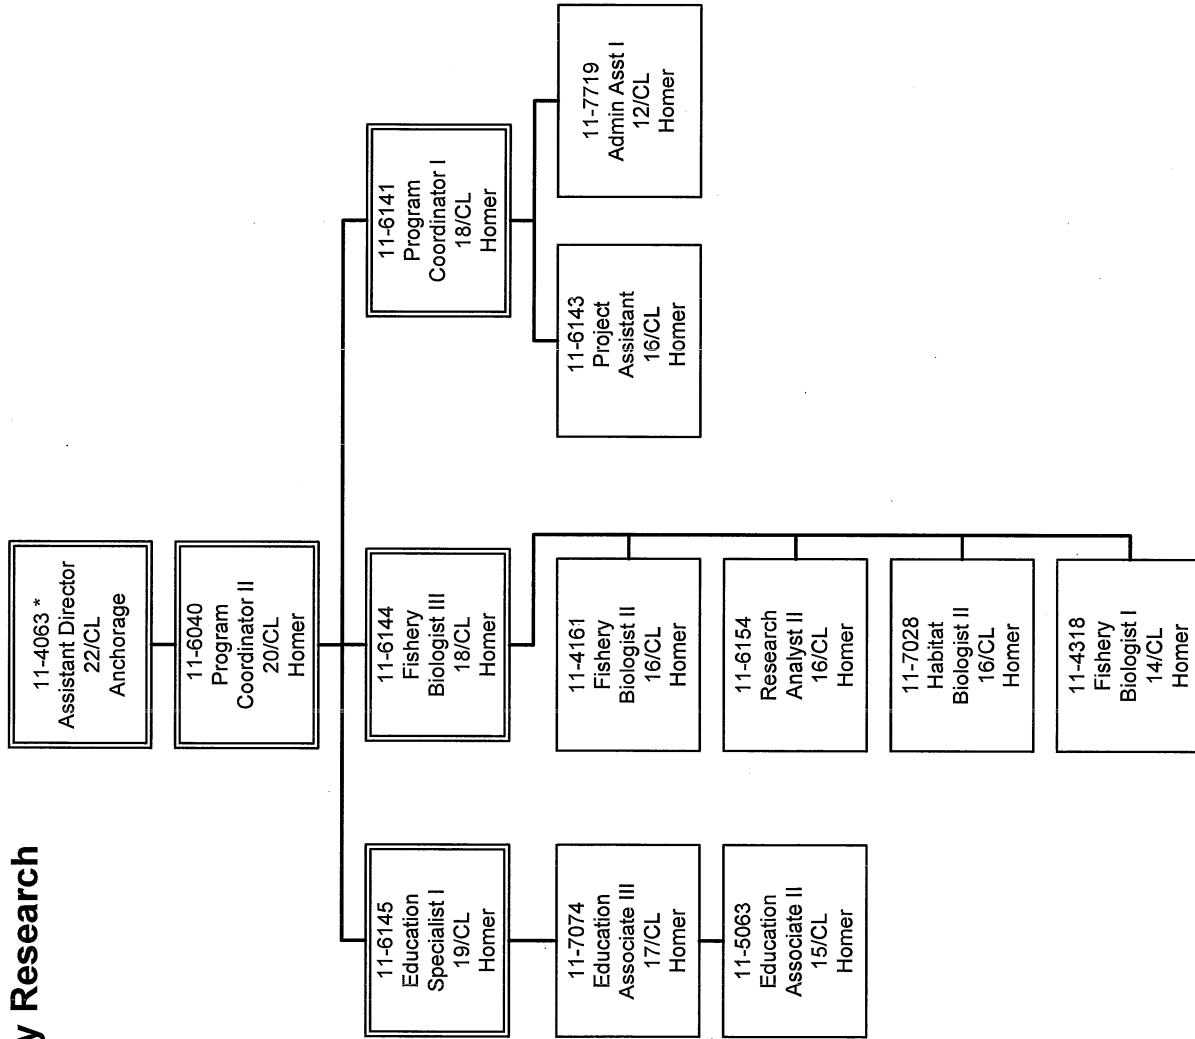 y Research
11-4063 *
Assistant Director
22/CL
Anchorage
11-6040
Program
Coordinator II
20/CL
Homer
11-6145
Education
Specialist I
19/CL
Homer
11-6144
Fishery
Biologist III
18/CL
Homer
11-6141
Program
Coordinator I
18/CL
Homer
11-7074
Education
Associate III
17/CL
Homer
11-4161
Fishery
Biologist II
16/CL
Homer
11-6143
Project
Assistant
16/CL
Homer
11-7719
Admin Asst I
12/CL
Homer
11-5063
Education
Associate II
15/CL
Homer
11-6154
Research
Analyst II
16/CL
Homer
11-7028
Habitat
Biologist II
16/CL
Homer
11-4318
Fishery
Biologist I
14/CL
Homer